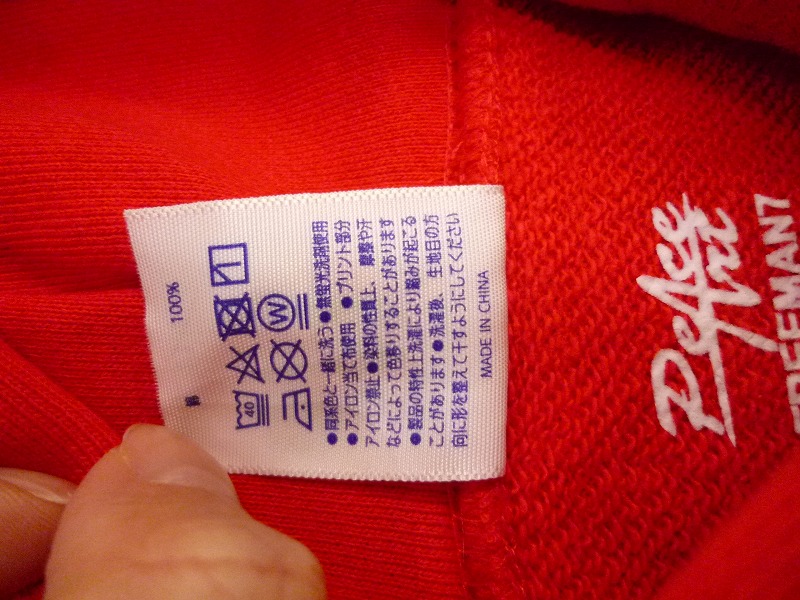 綿 100%
40
W
●同系色と一緒に洗う●無蛍光洗剤使用
●アイロン当て布使用 ●プリント部分
アイロン禁止●染料の性質上、摩擦や汗
などによって色移りすることがあります
●製品の特性上洗濯により縮みが起こる
ことがあります●洗濯後、生地目の方
向に形を整えて干すようにしてください
MADE IN CHINA
FREEMAN7